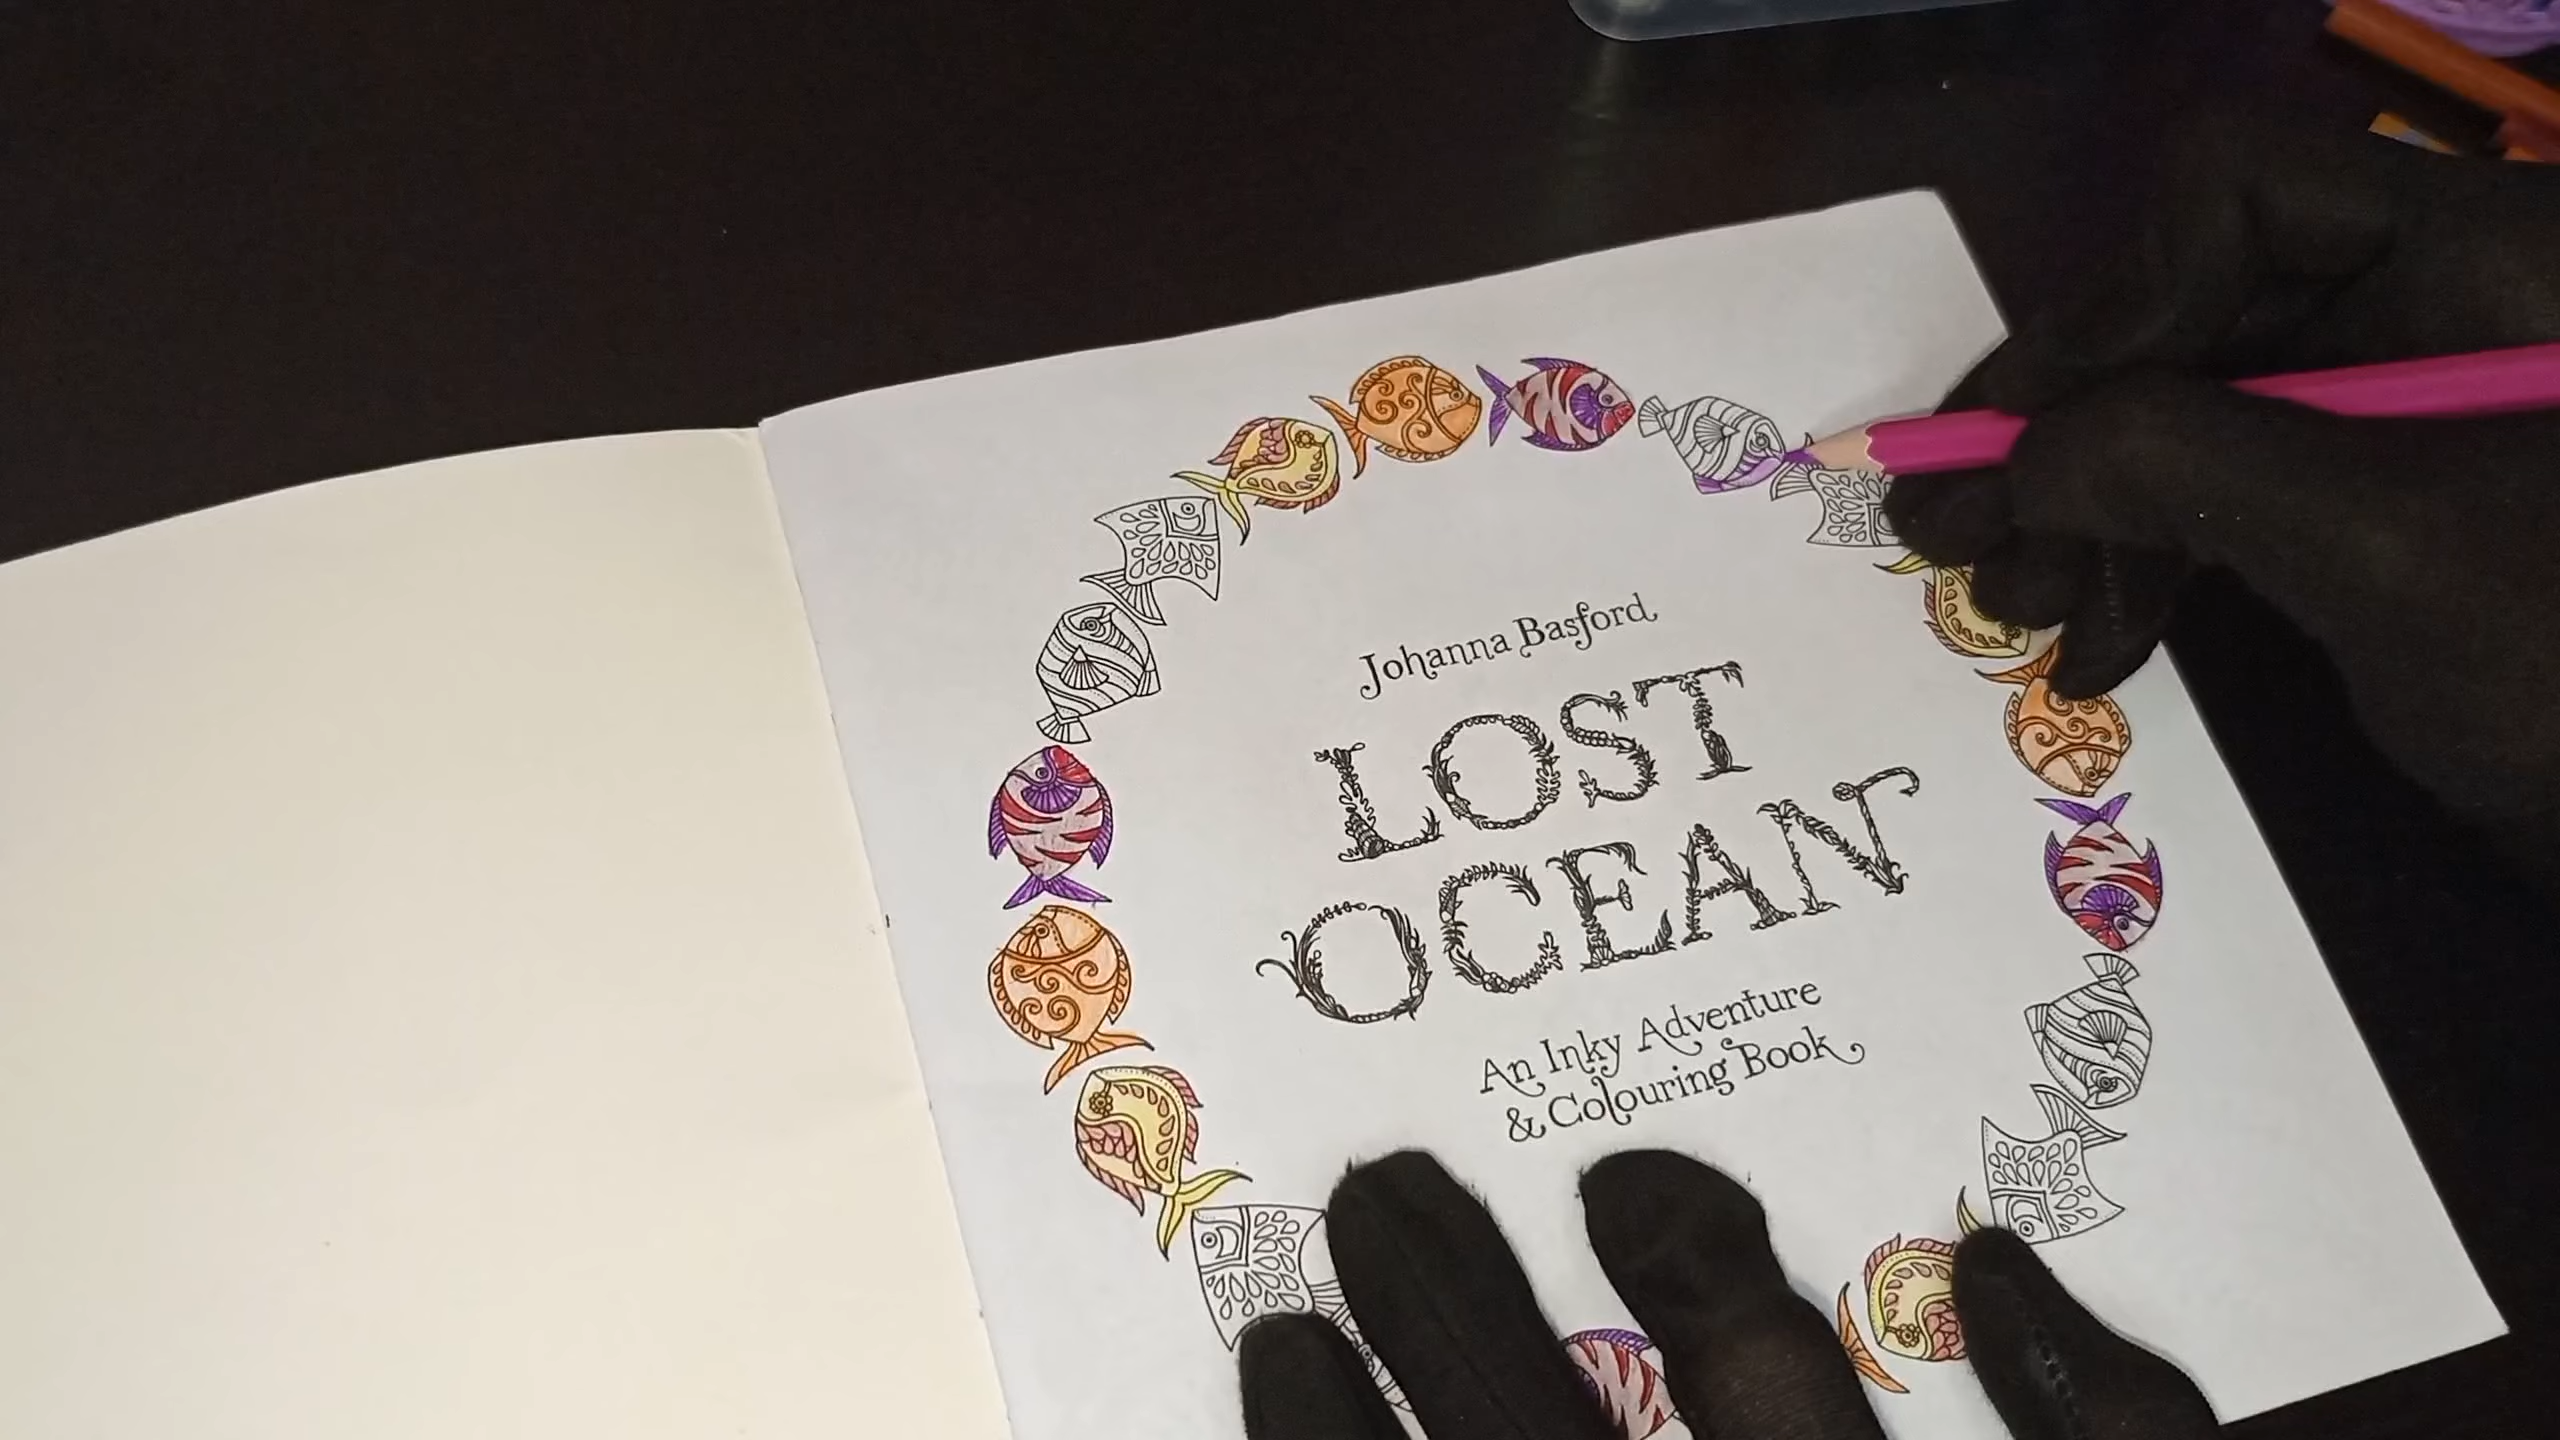 Johanna Basford
LOST
OCEAN
An Inky Adventure
& Colouring Book